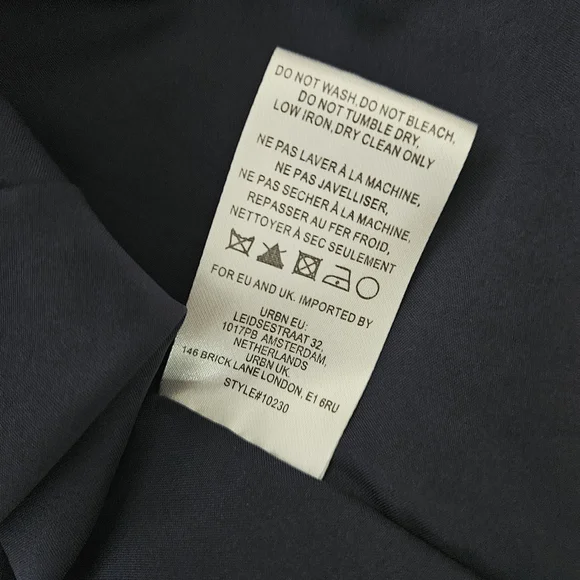 DO NOT WASH,DO NOT BLEACH,
DO NOT TUMBLE DRY,
LOW IRON,DRY CLEAN ONLY
NE PAS LAVER À LA MACHINE,
NE PAS JAVELLISER,
NE PAS SECHER À LA MACHINE,
REPASSER AU FER FROID,
NETTOYER À SEC SEULEMENT
FOR EU AND UK. IMPORTED BY
URBN EU:
LEIDSESTRAAT 32,
1017PB AMSTERDAM,
NETHERLANDS
URBN UK.
146 BRICK LANE LONDON, E1 6RU
STYLE#10230